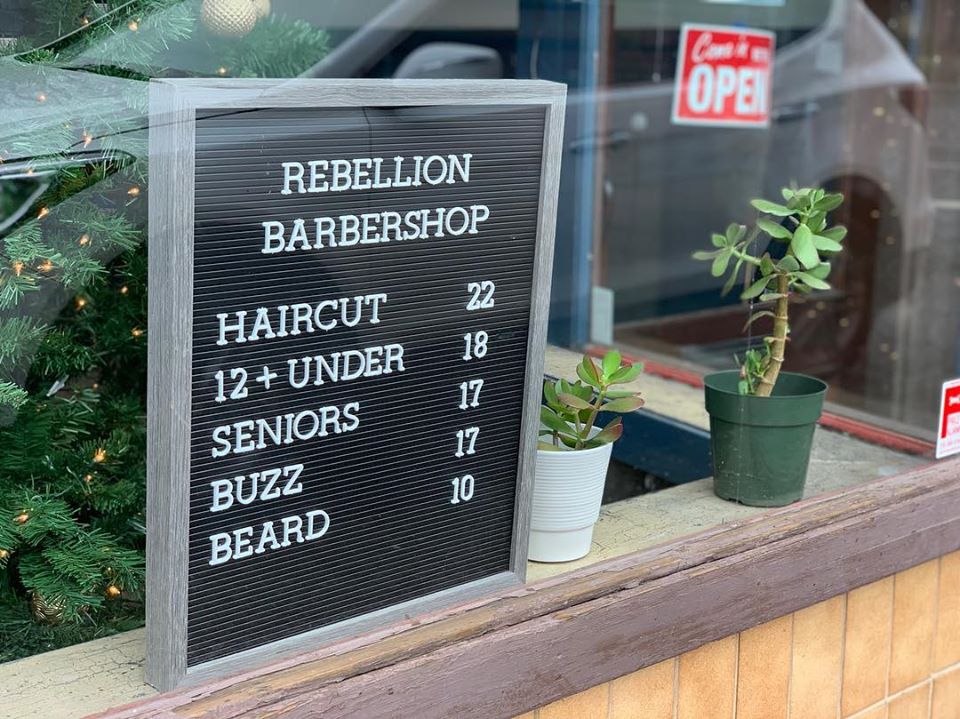 REBELLION
BARBERSHOP
HAIRCUT 22
12 + UNDER 18
SENIORS 17
BUZZ 17
BEARD 10
Come in
OPEN